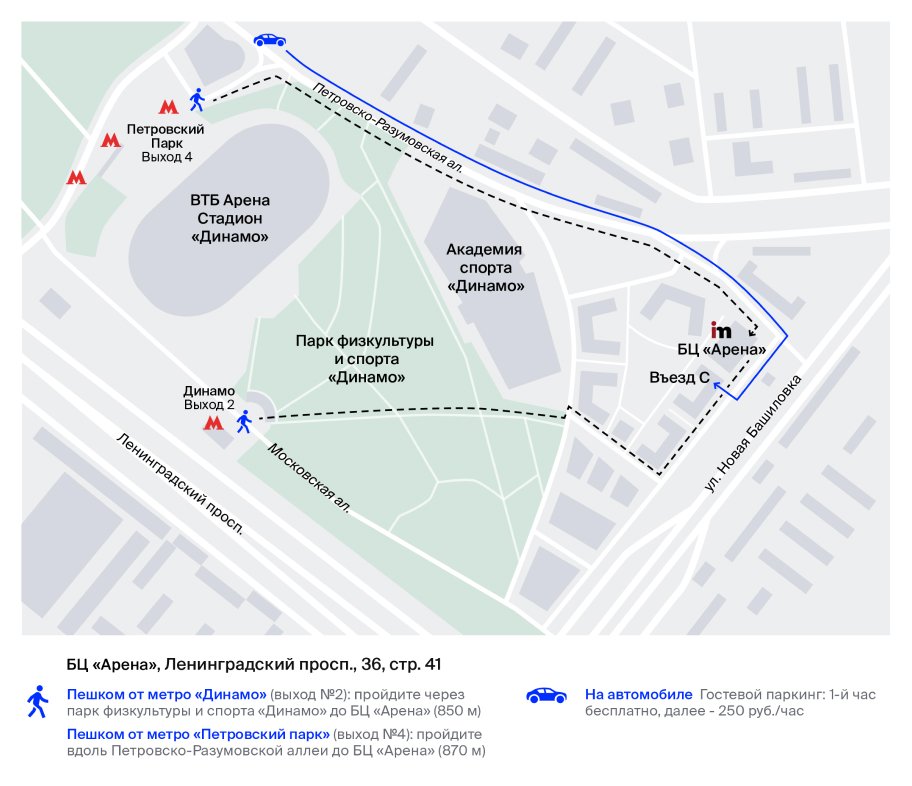 Петровско-Разумовская ал.
Петровский
Парк
Выход 4
ВТБ Арена
Стадион
«Динамо»
Академия
спорта
«Динамо»
im
БЦ «Арена»
Въезд С
Парк физкультуры
и спорта
«Динамо»
Динамо
Выход 2
Ленинградский просп.
Московская ал.
ул. Новая Башиловка
БЦ «Арена», Ленинградский просп., 36, стр. 41
Пешком от метро «Динамо» (выход №2): пройдите через
парк физкультуры и спорта «Динамо» до БЦ «Арена» (850 м)
Пешком от метро «Петровский парк» (выход №4): пройдите
вдоль Петровско-Разумовской аллеи до БЦ «Арена» (870 м)
На автомобиле Гостевой паркинг: 1-й час
бесплатно, далее - 250 руб./час